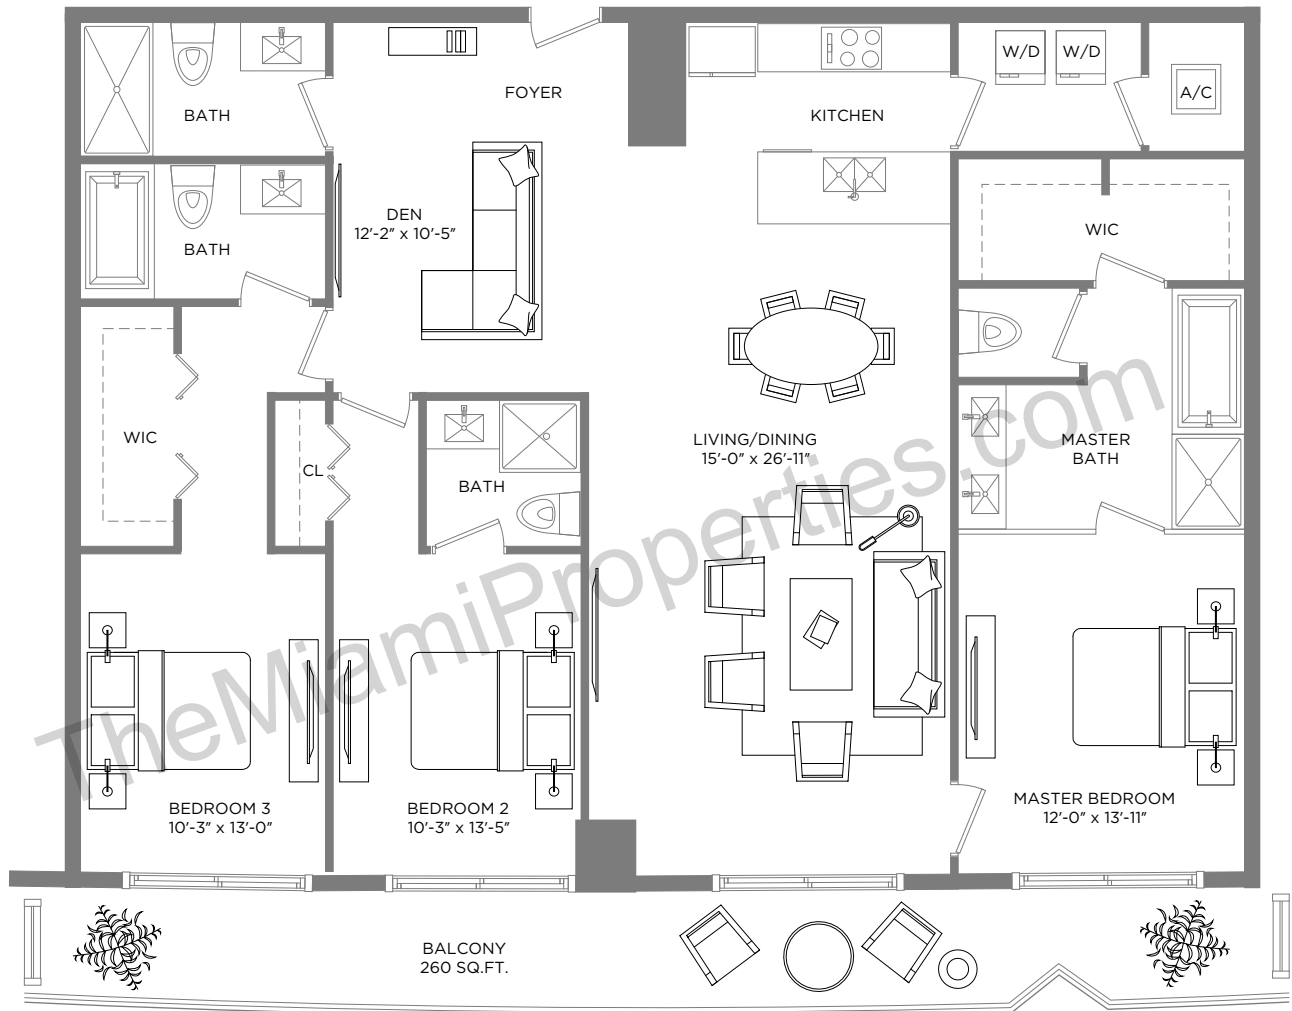 W/D
W/D
A/C
FOYER
BATH
KITCHEN
DEN
12'-2" x 10'-5"
BATH
WIC
WIC
CL
BATH
LIVING/DINING
15'-0" x 26'-11"
MASTER
BATH
TheMiamiProperties.com
BEDROOM 3
10'-3" x 13'-0"
BEDROOM 2
10'-3" x 13'-5"
MASTER BEDROOM
12'-0" x 13'-11"
BALCONY
260 SQ.FT.